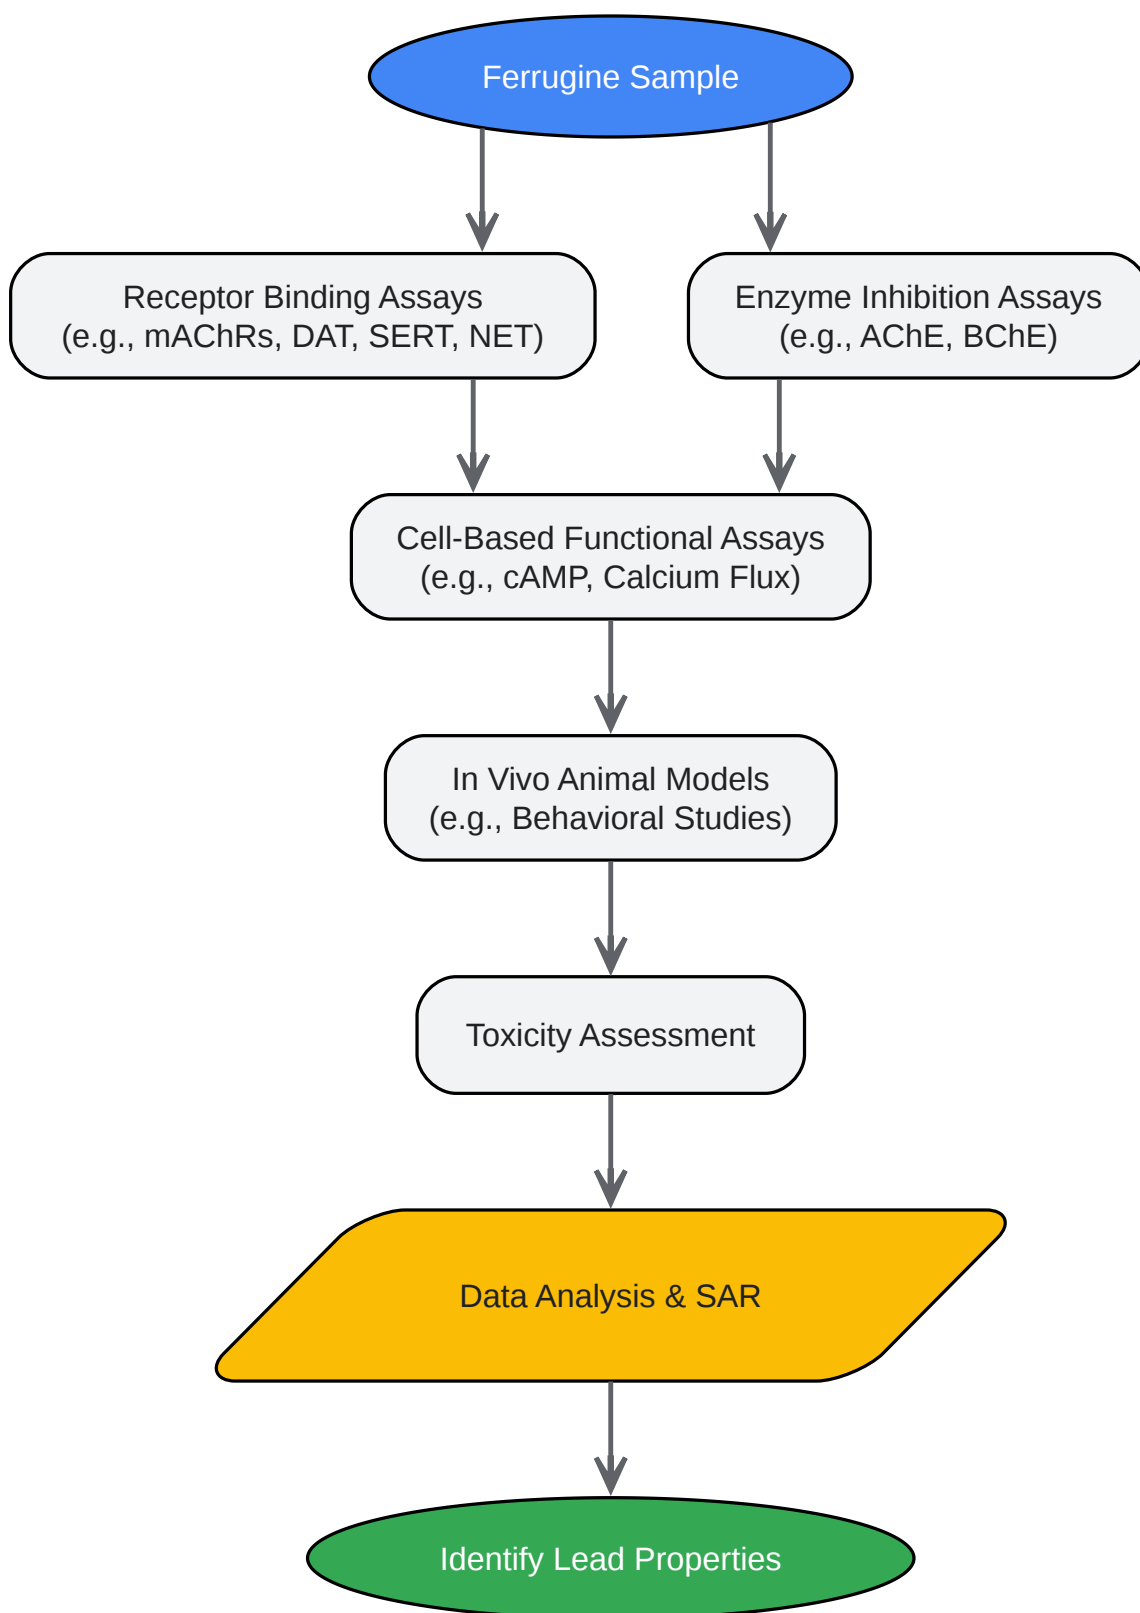 Ferrugine Sample
Receptor Binding Assays
(e.g., mAChRs, DAT, SERT, NET)
Enzyme Inhibition Assays
(e.g., AChE, BChE)
Cell-Based Functional Assays
(e.g., cAMP, Calcium Flux)
In Vivo Animal Models
(e.g., Behavioral Studies)
Toxicity Assessment
Data Analysis & SAR
Identify Lead Properties